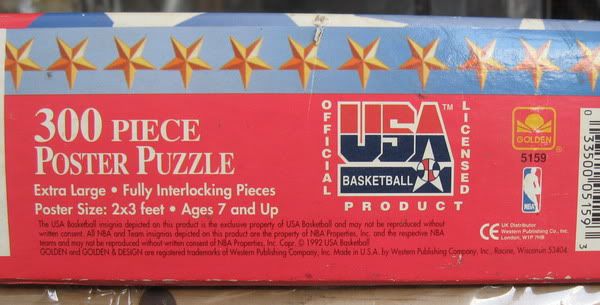 300 PIECE
POSTER PUZZLE
Extra Large • Fully Interlocking Pieces
Poster Size: 2x3 feet • Ages 7 and Up
OFFICIAL
USA™
BASKETBALL
LICENSED
PRODUCT
GOLDEN®
5159
NBA
CE UK Distributor
Western Publishing Co., Inc.
London, W1P 7HB
The USA Basketball insignia depicted on this product is the exclusive property of USA Basketball and may not be reproduced without
written consent. All NBA and Team insignias depicted on this product are the property of NBA Properties, Inc. and the respective NBA
teams and may not be reproduced without written consent of NBA Properties, Inc. Copr. © 1992 USA Basketball
GOLDEN and GOLDEN & DESIGN are registered trademarks of Western Publishing Company, Inc. Made in U.S.A. by Western Publishing Company, Inc., Racine, Wisconsin 53404
0 33500 05159 3